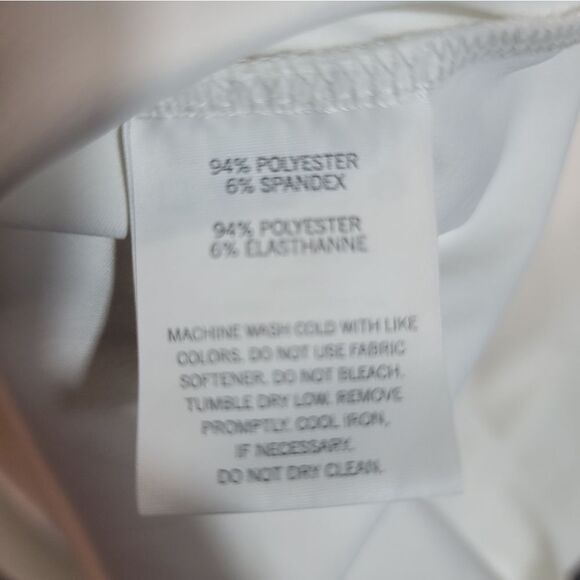 94% POLYESTER
6% SPANDEX
94% POLYESTER
6% ÉLASTHANNE
MACHINE WASH COLD WITH LIKE
COLORS. DO NOT USE FABRIC
SOFTENER. DO NOT BLEACH.
TUMBLE DRY LOW. REMOVE
PROMPTLY. COOL IRON,
IF NECESSARY.
DO NOT DRY CLEAN.